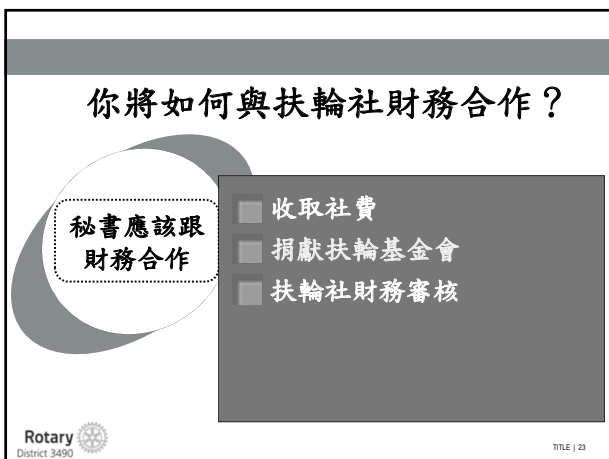 你將如何與扶輪社財務合作？
秘書應該跟
財務合作
收取社費
捐獻扶輪基金會
扶輪社財務審核
Rotary
District 3490
TITLE | 23